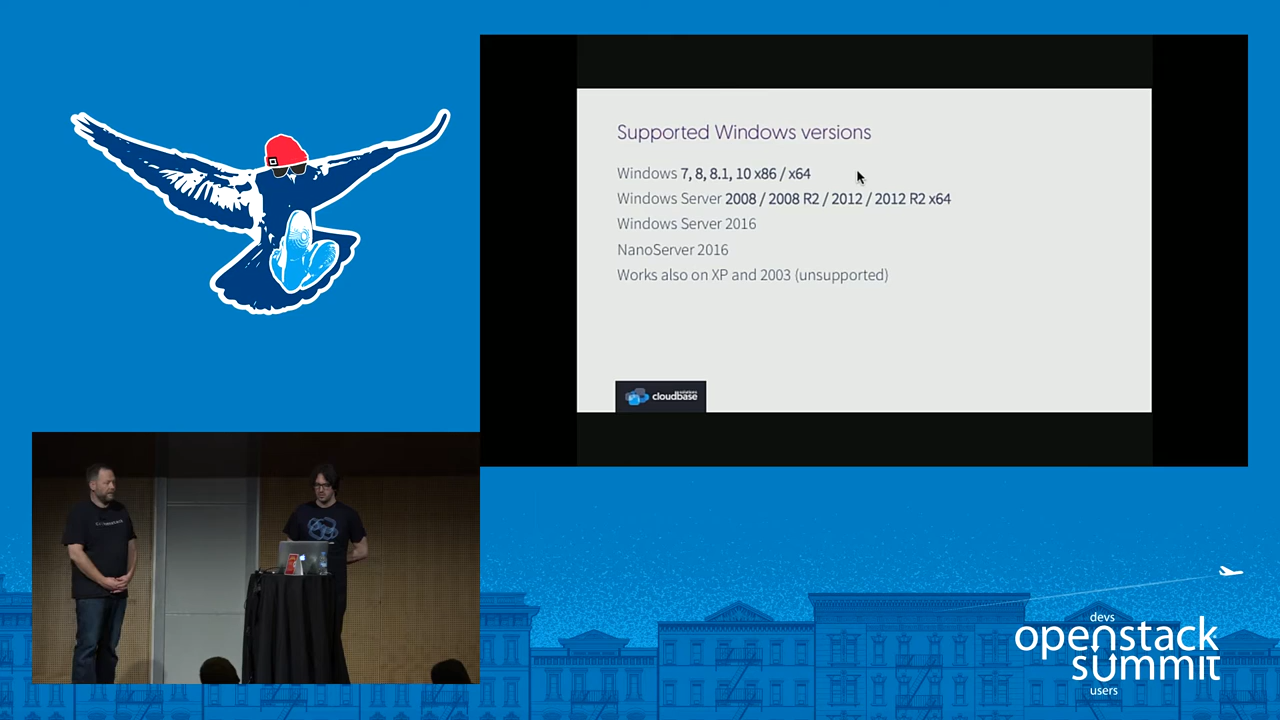 Supported Windows versions
Windows 7, 8, 8.1, 10 x86 / x64
Windows Server 2008 / 2008 R2 / 2012 / 2012 R2 x64
Windows Server 2016
NanoServer 2016
Works also on XP and 2003 (unsupported)
solutions
cloudbase
devs
openstack
summit
users